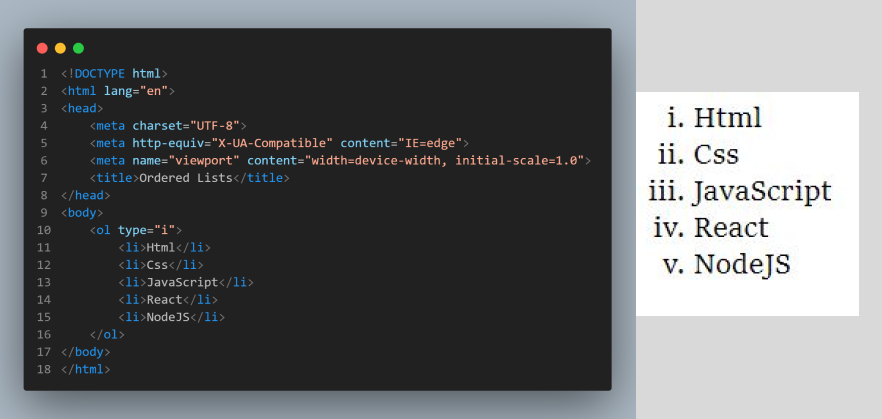 1 <!DOCTYPE html>
2 <html lang="en">
3 <head>
4 <meta charset="UTF-8">
5 <meta http-equiv="X-UA-Compatible" content="IE=edge">
6 <meta name="viewport" content="width=device-width, initial-scale=1.0">
7 <title>Ordered Lists</title>
8 </head>
9 <body>
10 <ol type="i">
11 <li>Html</li>
12 <li>Css</li>
13 <li>JavaScript</li>
14 <li>React</li>
15 <li>NodeJS</li>
16 </ol>
17 </body>
18 </html>
i. Html
ii. Css
iii. JavaScript
iv. React
v. NodeJS